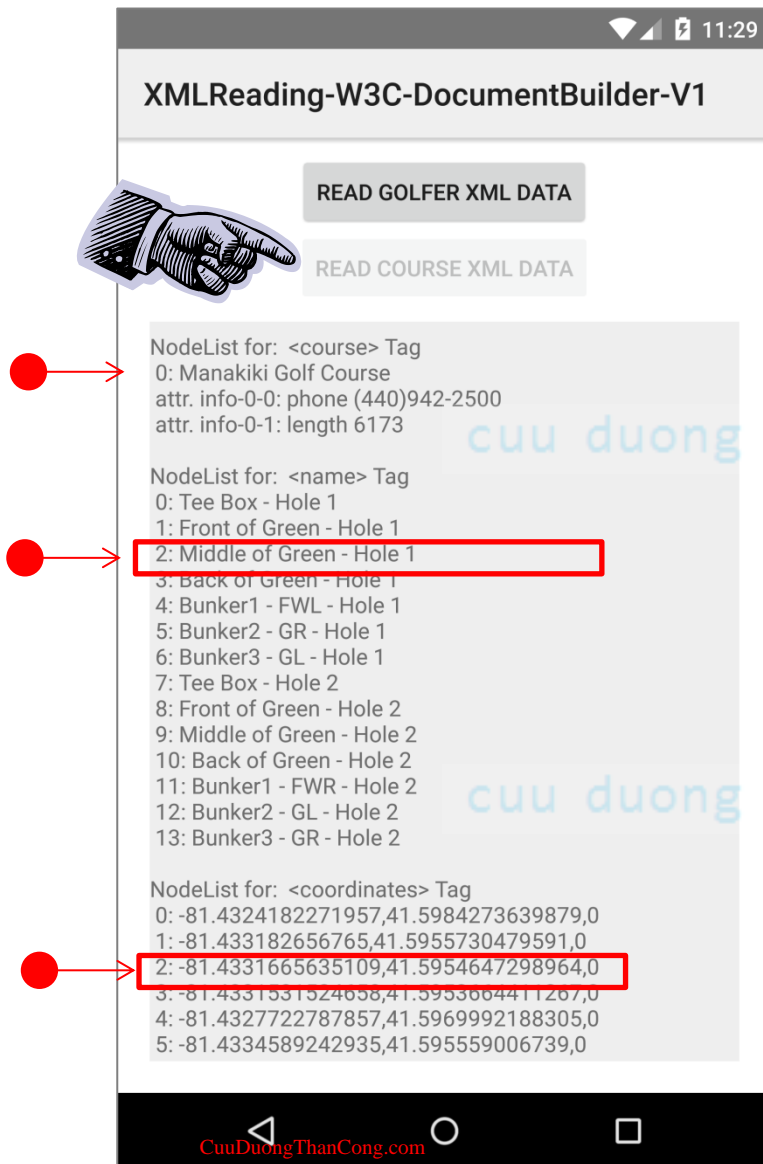 11:29
XMLReading-W3C-DocumentBuilder-V1
READ GOLFER XML DATA
READ COURSE XML DATA
NodeList for: <course> Tag
0: Manakiki Golf Course
attr. info-0-0: phone (440)942-2500
attr. info-0-1: length 6173
cuu duong
NodeList for: <name> Tag
0: Tee Box - Hole 1
1: Front of Green - Hole 1
2: Middle of Green - Hole 1
3: Back of Green - Hole 1
4: Bunker1 - FWL - Hole 1
5: Bunker2 - GR - Hole 1
6: Bunker3 - GL - Hole 1
7: Tee Box - Hole 2
8: Front of Green - Hole 2
9: Middle of Green - Hole 2
10: Back of Green - Hole 2
11: Bunker1 - FWR - Hole 2
cuu duong
12: Bunker2 - GL - Hole 2
13: Bunker3 - GR - Hole 2
NodeList for: <coordinates> Tag
0: -81.4324182271957,41.5984273639879,0
1: -81.433182656765,41.5955730479591,0
2: -81.4331665635109,41.5954647298964,0
3: -81.4331531524658,41.5953664411267,0
4: -81.4327722787857,41.5969992188305,0
5: -81.4334589242935,41.595559006739,0
CuuDuongThanCong.com